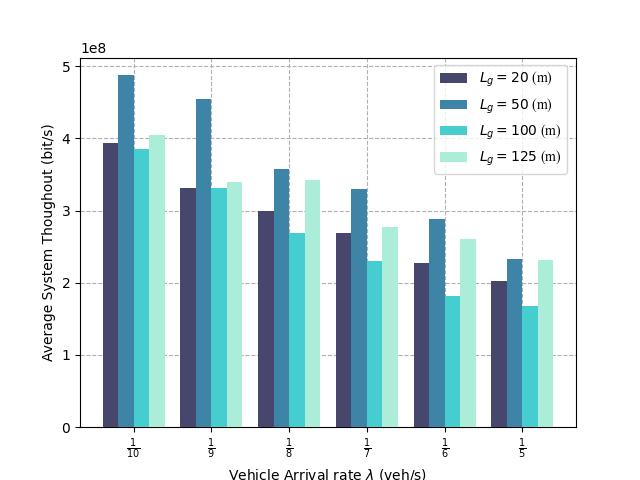 1e8
5
4
3
2
1
0
Average System Thoughout (bit/s)
L_g = 20 (m)
L_g = 50 (m)
L_g = 100 (m)
L_g = 125 (m)
1/10 1/9 1/8 1/7 1/6 1/5
Vehicle Arrival rate λ (veh/s)